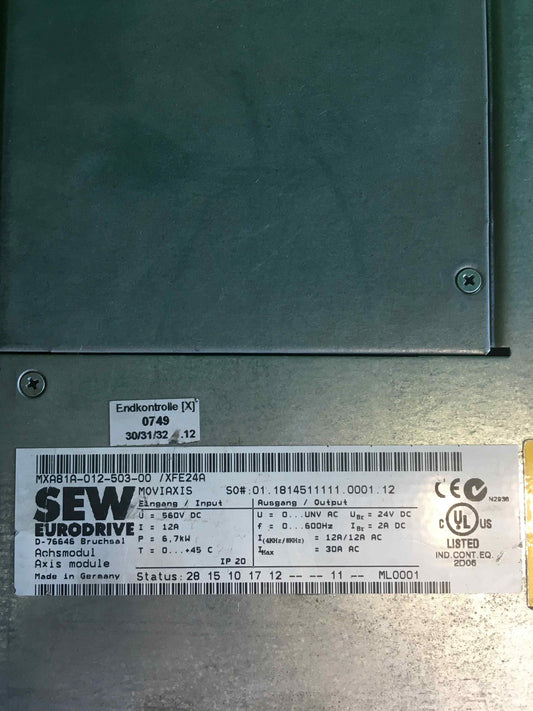 Endkontrolle [X]
0749
30/31/32 .12
MXA81A-012-503-00 /XFE24A
SEW
EURODRIVE
D-76646 Bruchsal
Achsmodul
Axis module
Made in Germany
MOVIAXIS SO#:01.1814511111.0001.12
Eingang / Input
U = 560V DC
I = 12A
P = 6,7kW
T = 0...+45 C
IP 20
Ausgang / Output
U = 0...UNV AC UBE = 24V DC
f = 0...600Hz IBE = 2A DC
I(4KHz/8KHz) = 12A/12A AC
IMax = 30A AC
Status: 28 15 10 17 12 -- -- 11 -- ML0001
CE
N2936
C UL US
LISTED
IND.CONT.EQ.
2D06